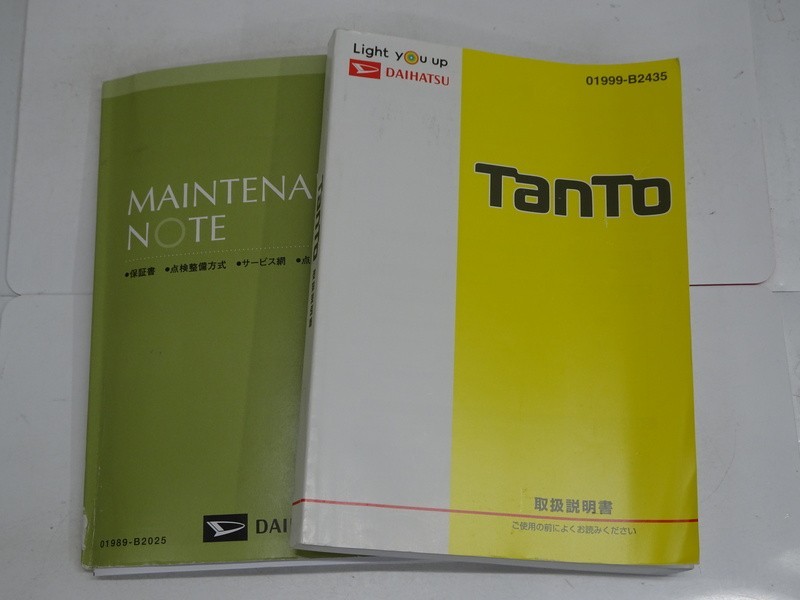 MAINTENA
NOTE
●保証書 ●点検整備方式 ●サービス網 ●点
01989-B2025
DAI
Light you up
DAIHATSU
01999-B2435
TanTo
取扱説明書
ご使用の前によくお読みください
TanTo